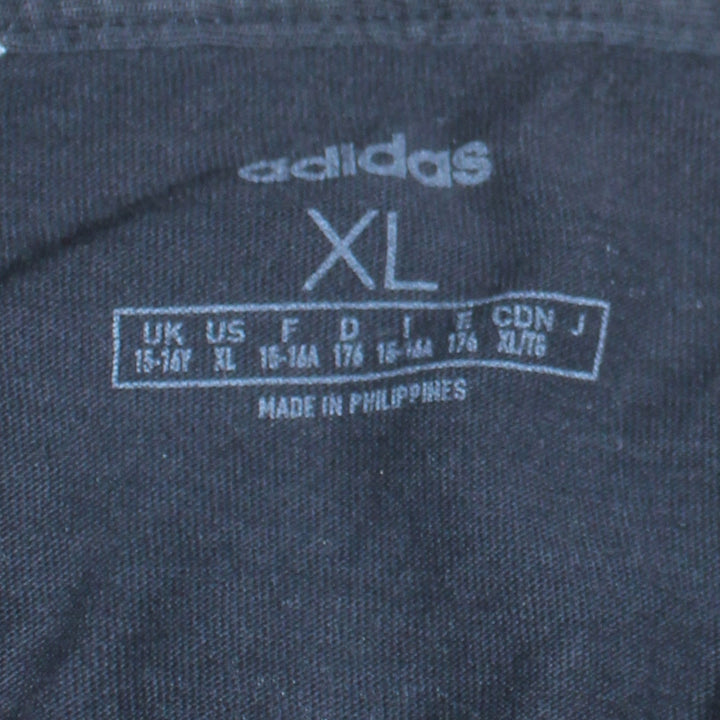 adidas
XL
UK US F D I E CDN J
15-16Y XL 15-16A 176 15-16A 176 XL/TG
MADE IN PHILIPPINES